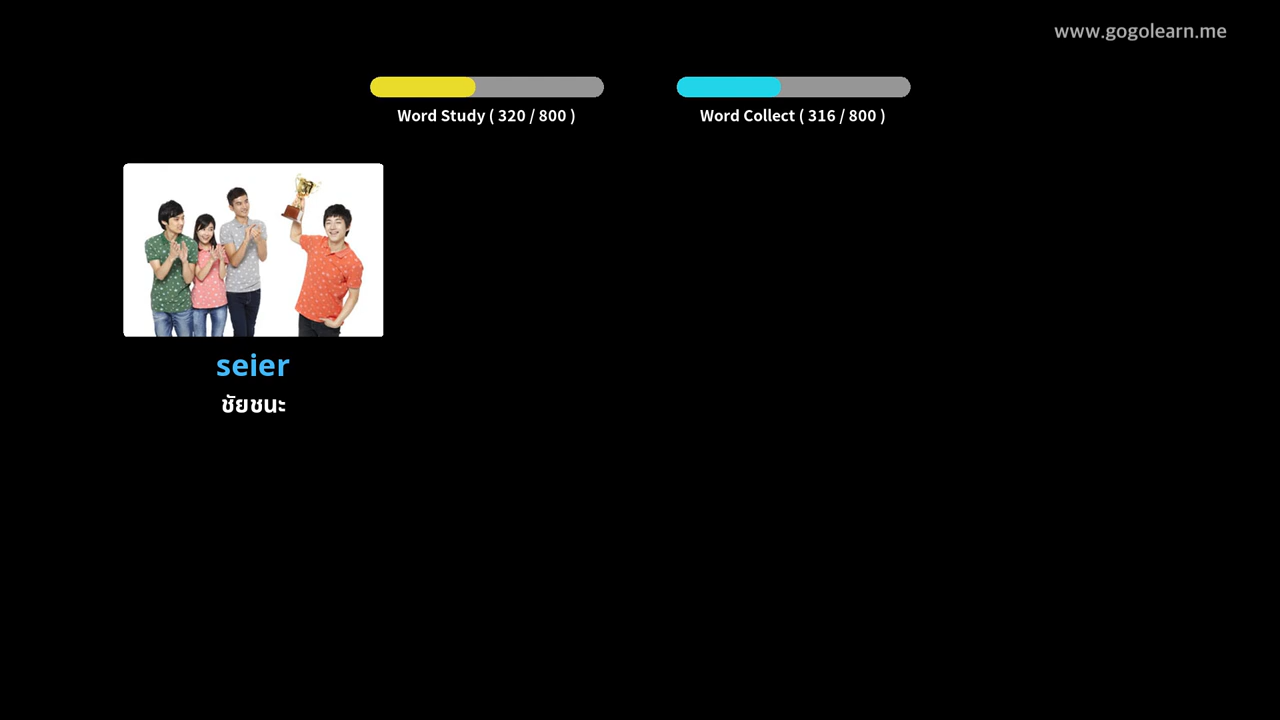 www.gogolearn.me
Word Study ( 320 / 800 )
Word Collect ( 316 / 800 )
seier
ชัยชนะ